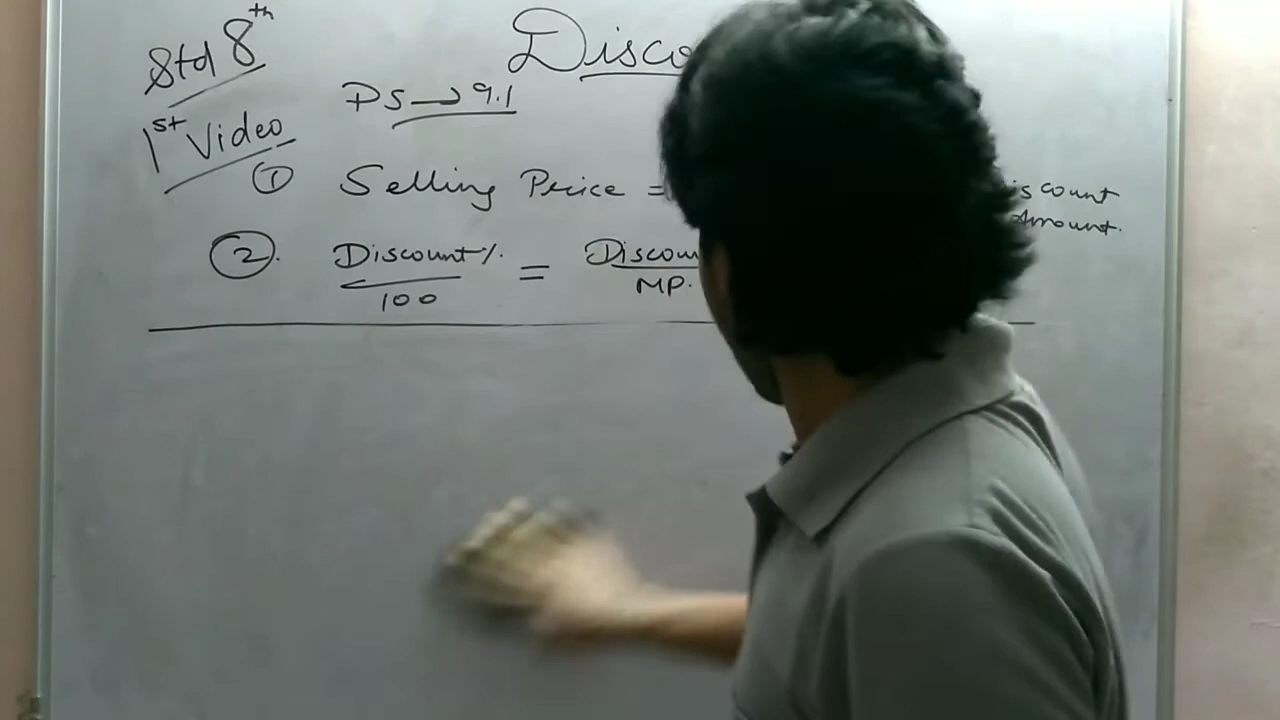 Std 8th
Disco
PS → 9.1
1st Video
① Selling Price =
iscount
Amount.
② Discount% / 100 = Discoun / MP.